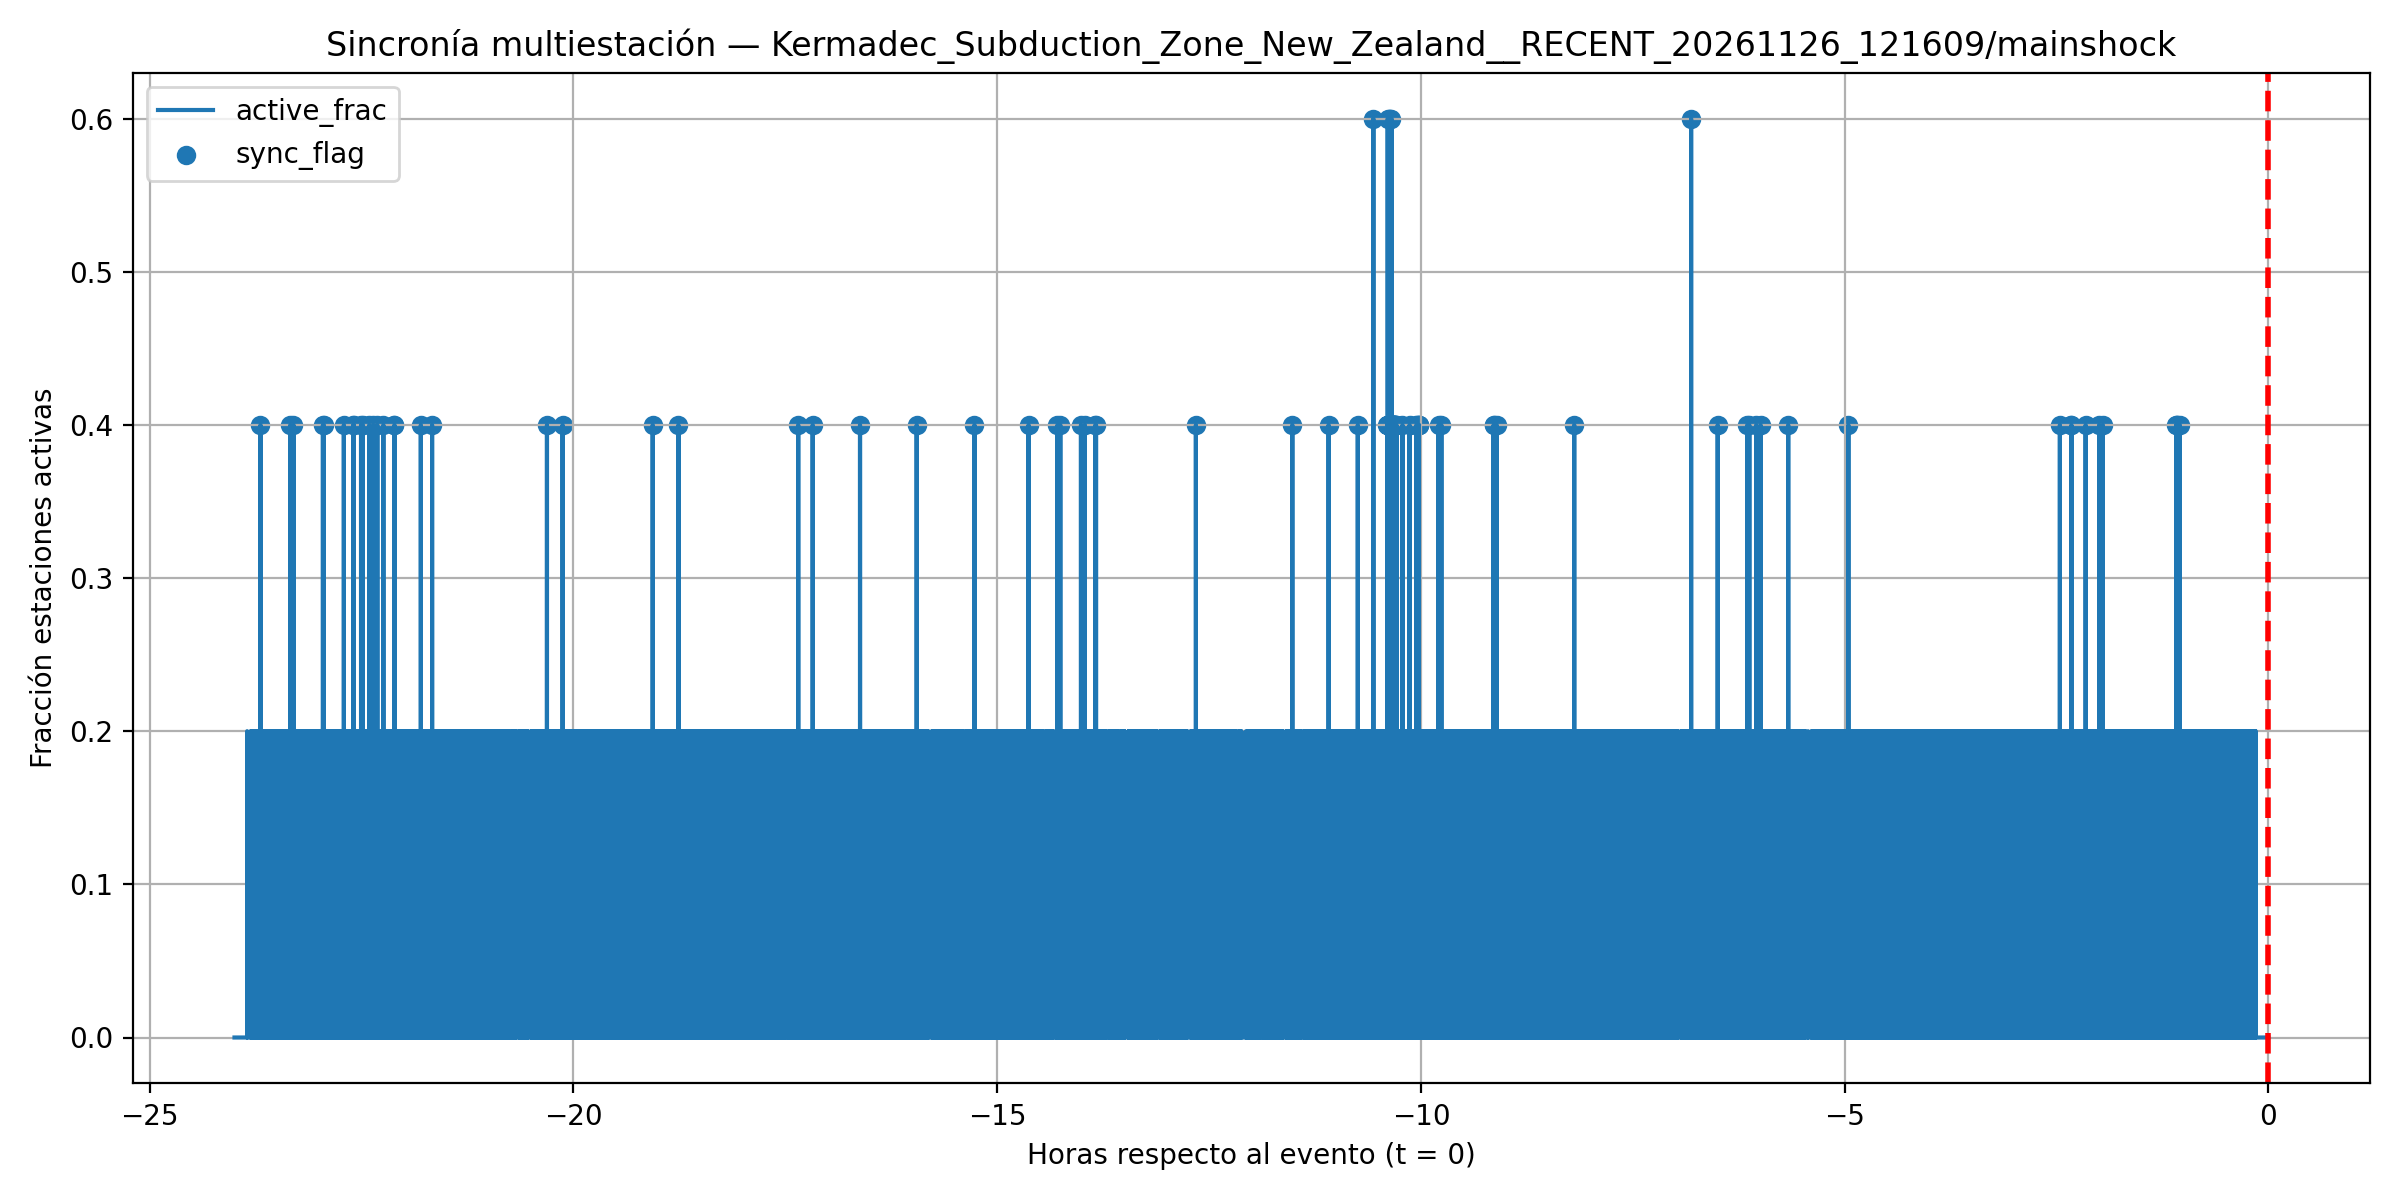 Sincronía multiestación — Kermadec_Subduction_Zone_New_Zealand__RECENT_20261126_121609/mainshock
active_frac
sync_flag
Fracción estaciones activas
0.6
0.5
0.4
0.3
0.2
0.1
0.0
−25 −20 −15 −10 −5 0
Horas respecto al evento (t = 0)